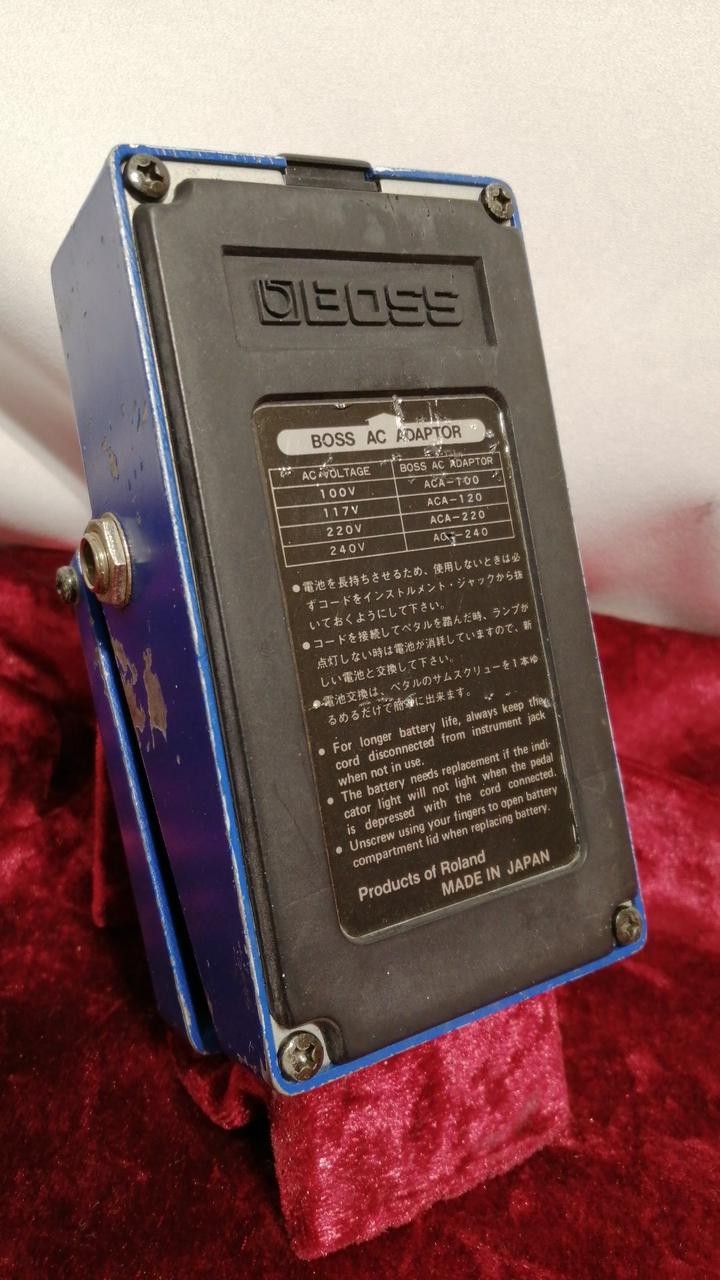 BOSS
BOSS AC ADAPTOR
AC VOLTAGE BOSS AC ADAPTOR
100V ACA-100
117V ACA-120
220V ACA-220
240V ACA-240
●電池を長持ちさせるため、使用しないときは必
ずコードをインストルメント・ジャックから抜
いておくようにして下さい。
●コードを接続してペタルを踏んだ時、ランプが
点灯しない時は電池が消耗していますので、新
しい電池と交換して下さい。
●電池交換は、ペタルのサムスクリューを1本ゆ
るめるだけで簡単に出来ます。
● For longer battery life, always keep the
cord disconnected from instrument jack
when not in use.
● The battery needs replacement if the indi-
cator light will not light when the pedal
is depressed with the cord connected.
● Unscrew using your fingers to open battery
compartment lid when replacing battery.
Products of Roland
MADE IN JAPAN